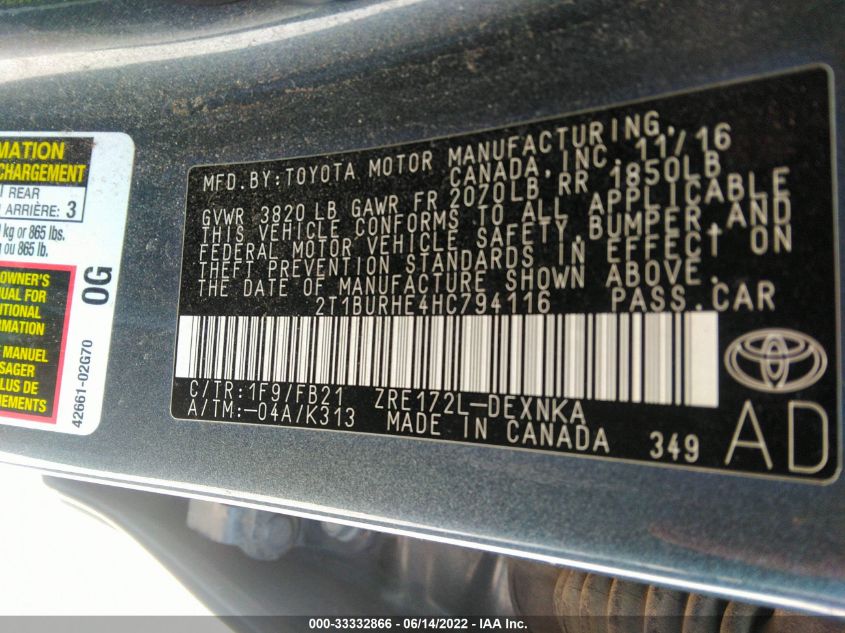 MATION
CHARGEMENT
REAR
ARRIÈRE: 3
kg or 865 lbs.
ou 865 lb.
OWNER'S
UAL FOR
ITIONAL
RMATION
E MANUEL
SAGER
PLUS DE
0G
42661-02G70
MFD.BY:TOYOTA MOTOR MANUFACTURING,
CANADA,INC. 11/16
GVWR 3820 LB GAWR FR 2070LB RR 1850LB
THIS VEHICLE CONFORMS TO ALL APPLICABLE
FEDERAL MOTOR VEHICLE SAFETY,BUMPER,AND
THEFT PREVENTION STANDARDS IN EFFECT ON
THE DATE OF MANUFACTURE SHOWN ABOVE.
2T1BURHE4HC794116 PASS.CAR
C/TR:1F9/FB21 ZRE172L-DEXNKA
A/TM:-04A/K313 MADE IN CANADA 349
AD
000-33332866 / 06/14/2022 - IAA Inc.